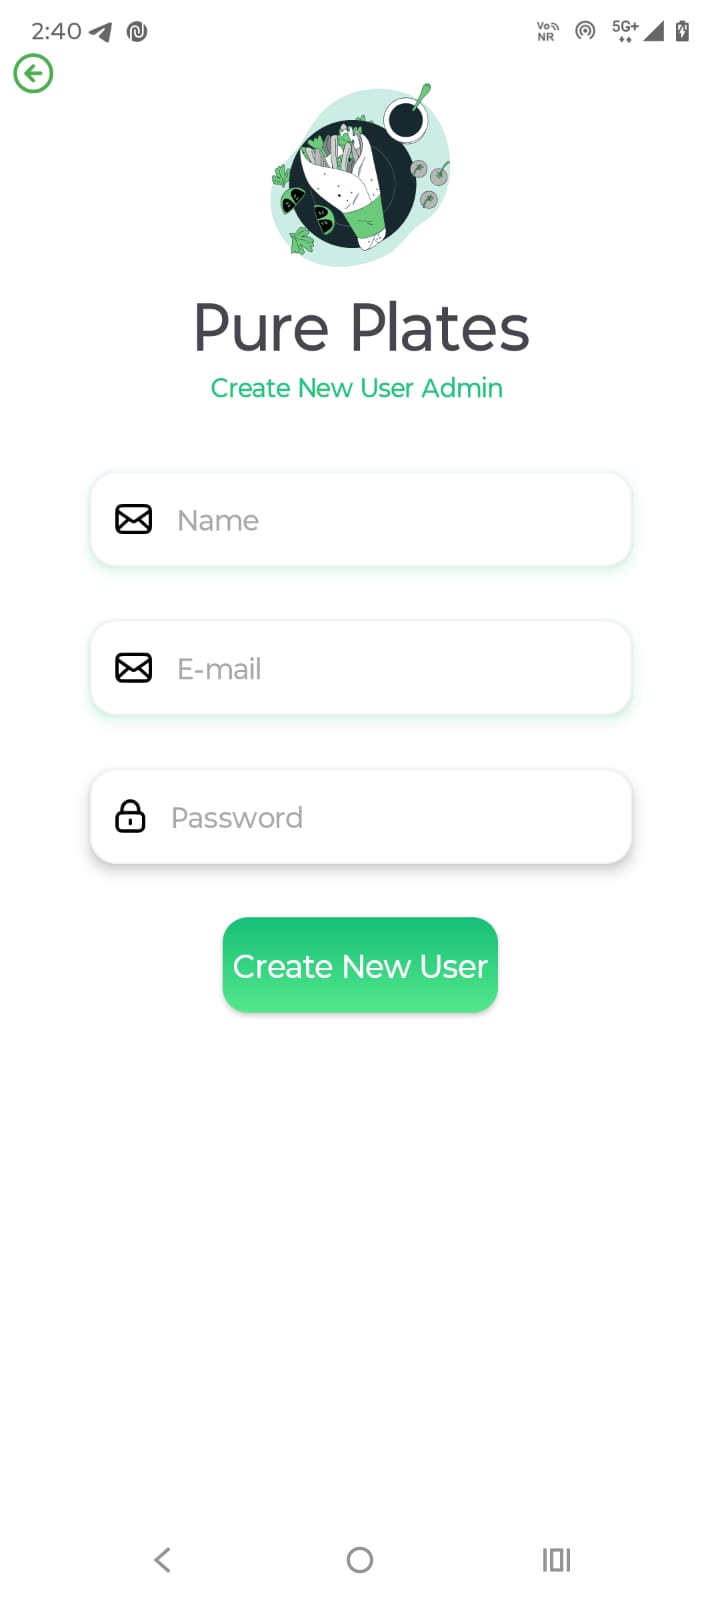 2:40 Vo NR 5G+
Pure Plates
Create New User Admin
Name
E-mail
Password
Create New User